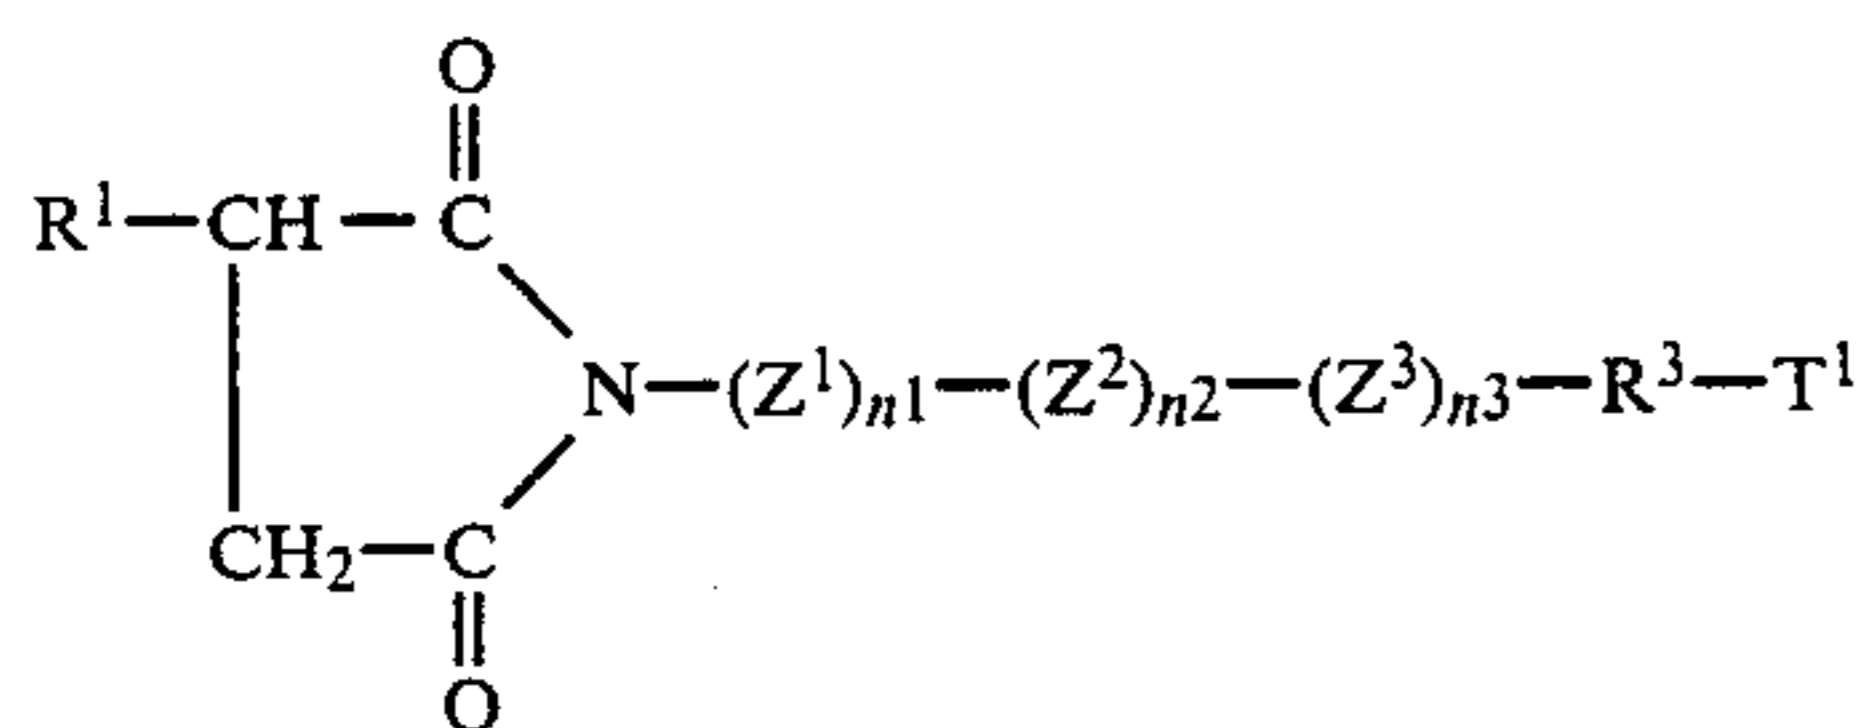 O
R¹—CH—C
N—(Z¹)ₙ₁—(Z²)ₙ₂—(Z³)ₙ₃—R³—T¹
CH₂—C
O